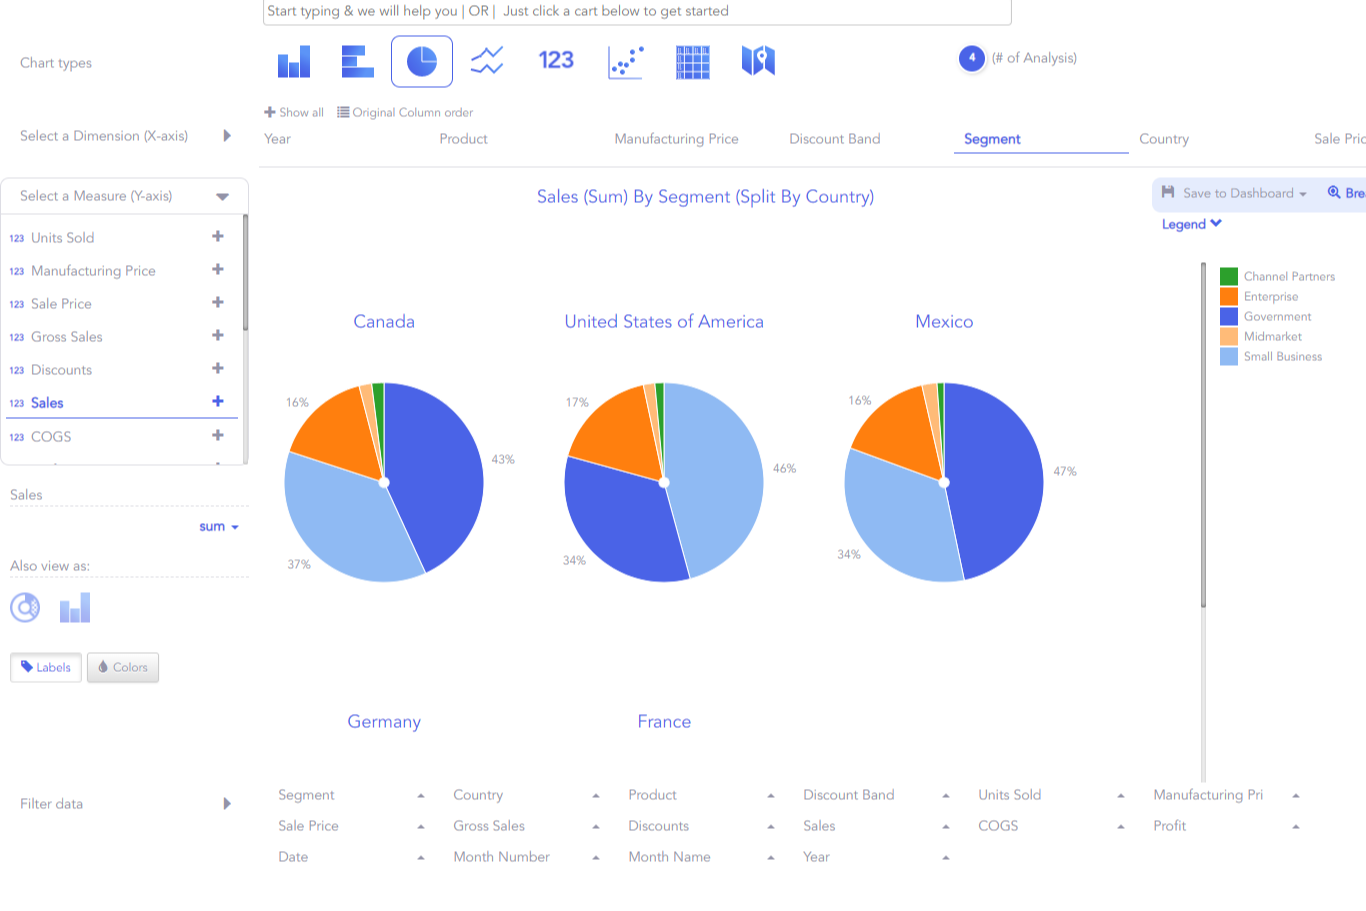 Start typing & we will help you | OR | Just click a cart below to get started
Chart types
123
4 (# of Analysis)
Show all Original Column order
Select a Dimension (X-axis)
Year Product Manufacturing Price Discount Band Segment Country Sale Pric
Select a Measure (Y-axis)
Sales (Sum) By Segment (Split By Country)
Save to Dashboard Brea
Legend
123 Units Sold
123 Manufacturing Price
123 Sale Price
123 Gross Sales
123 Discounts
123 Sales
123 COGS
Sales
sum
Also view as:
Labels Colors
Filter data
Canada
16%
43%
37%
United States of America
17%
46%
34%
Mexico
16%
47%
34%
Channel Partners
Enterprise
Government
Midmarket
Small Business
Germany France
Segment Country Product Discount Band Units Sold Manufacturing Pri
Sale Price Gross Sales Discounts Sales COGS Profit
Date Month Number Month Name Year